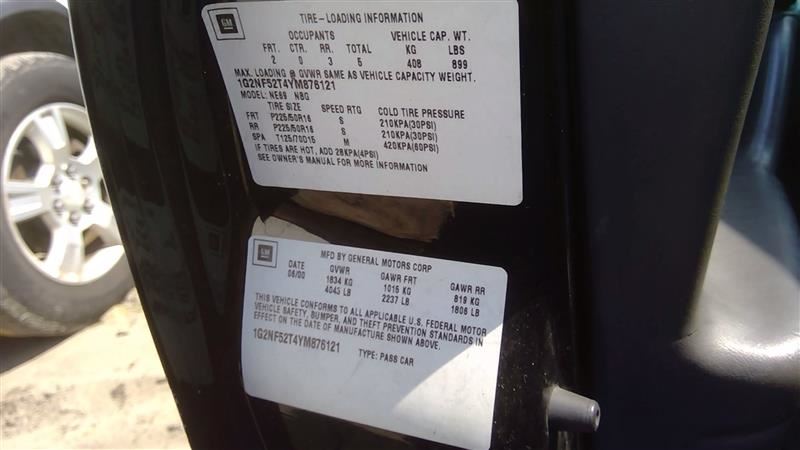 GM
TIRE-LOADING INFORMATION
OCCUPANTS VEHICLE CAP. WT.
FRT. CTR. RR. TOTAL KG LBS
2 0 3 5 408 899
MAX. LOADING @ GVWR SAME AS VEHICLE CAPACITY WEIGHT.
1G2NF52T4YM876121
MODEL: NE69 NBG
TIRE SIZE SPEED RTG COLD TIRE PRESSURE
FRT P225/50R16 S 210KPA(30PSI)
RR P225/50R16 S 210KPA(30PSI)
SPA T125/70D15 M 420KPA(60PSI)
IF TIRES ARE HOT, ADD 28KPA(4PSI)
SEE OWNER'S MANUAL FOR MORE INFORMATION
GM
MFD BY GENERAL MOTORS CORP
DATE GVWR GAWR FRT GAWR RR
06/00 1834 KG 1015 KG 819 KG
4043 LB 2237 LB 1806 LB
THIS VEHICLE CONFORMS TO ALL APPLICABLE U.S. FEDERAL MOTOR
VEHICLE SAFETY, BUMPER, AND THEFT PREVENTION STANDARDS IN
EFFECT ON THE DATE OF MANUFACTURE SHOWN ABOVE.
1G2NF52T4YM876121
TYPE: PASS CAR